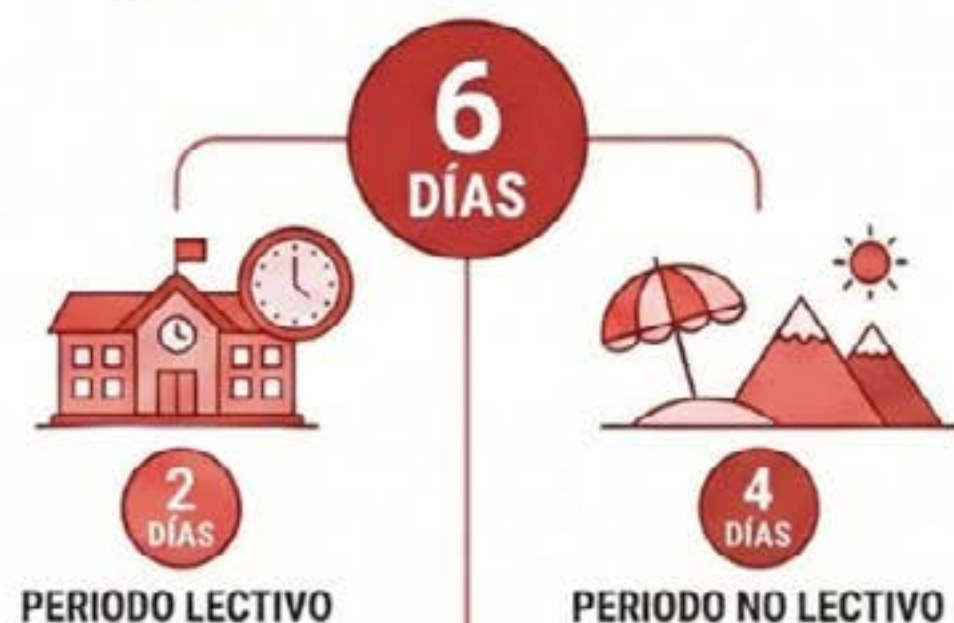 6
DÍAS
2
DÍAS
PERIODO LECTIVO
4
DÍAS
PERIODO NO LECTIVO